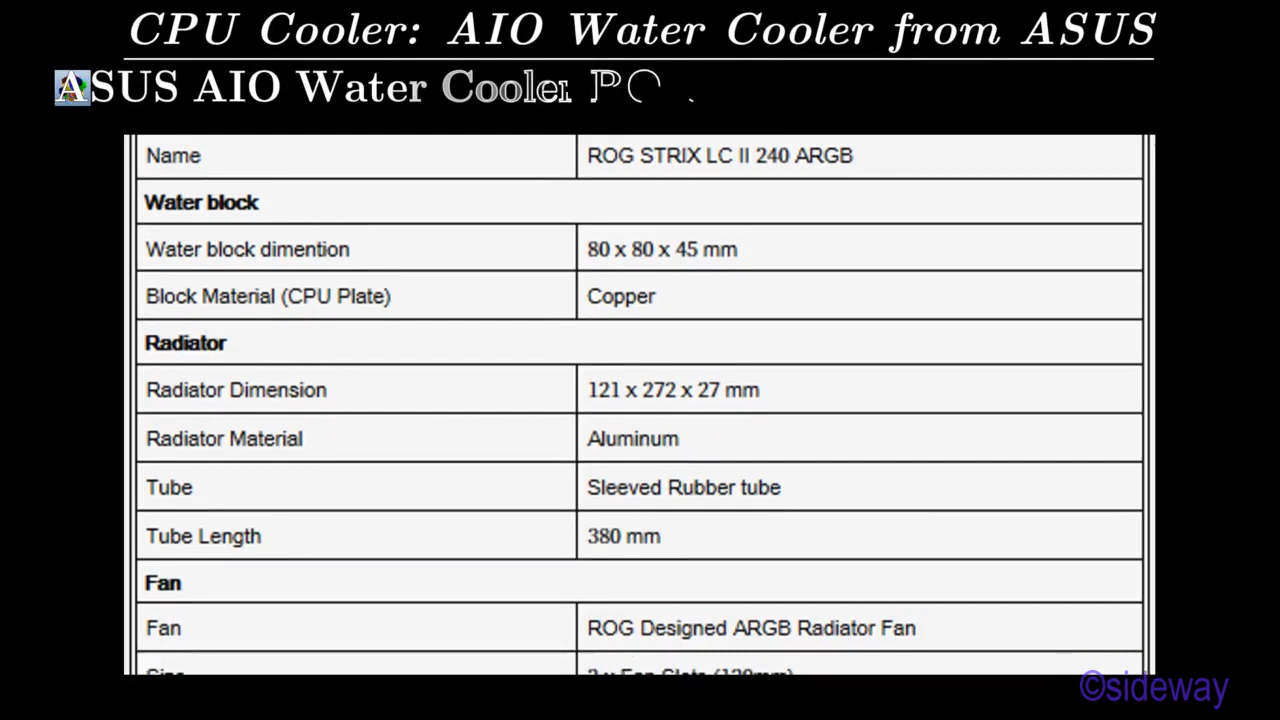 CPU Cooler: AIO Water Cooler from ASUS
ASUS AIO Water Cooler
Name ROG STRIX LC II 240 ARGB
Water block
Water block dimention 80 x 80 x 45 mm
Block Material (CPU Plate) Copper
Radiator
Radiator Dimension 121 x 272 x 27 mm
Radiator Material Aluminum
Tube Sleeved Rubber tube
Tube Length 380 mm
Fan
Fan ROG Designed ARGB Radiator Fan
©sideway